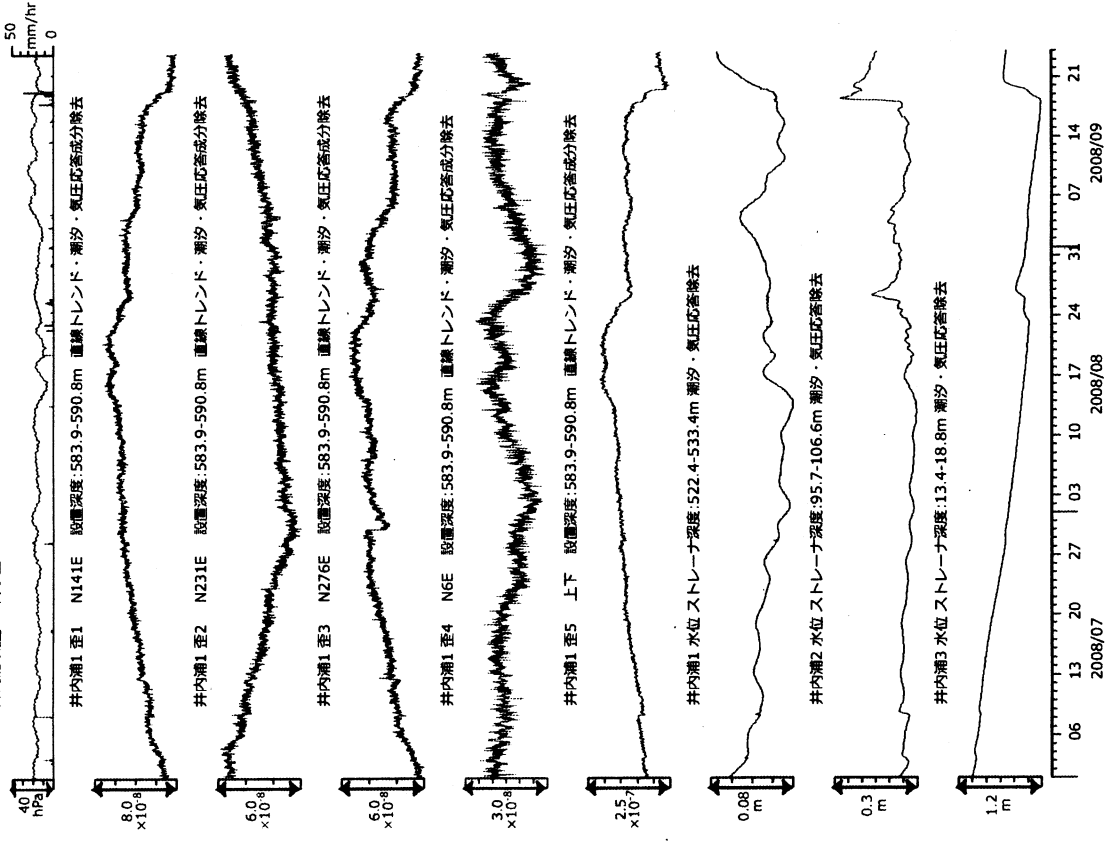 50
mm/hr
0
40
hPa
井内浦1 歪1 N141E 設置深度:583.9-590.8m 直線トレンド・潮汐・気圧応答成分除去
8.0
×10⁻⁸
井内浦1 歪2 N231E 設置深度:583.9-590.8m 直線トレンド・潮汐・気圧応答成分除去
6.0
×10⁻⁸
井内浦1 歪3 N276E 設置深度:583.9-590.8m 直線トレンド・潮汐・気圧応答成分除去
6.0
×10⁻⁸
井内浦1 歪4 N6E 設置深度:583.9-590.8m 直線トレンド・潮汐・気圧応答成分除去
3.0
×10⁻⁸
井内浦1 歪5 上下 設置深度:583.9-590.8m 直線トレンド・潮汐・気圧応答成分除去
2.5
×10⁻⁷
井内浦1 水位 ストレーナ深度:522.4-533.4m 潮汐・気圧応答除去
0.08
m
井内浦2 水位 ストレーナ深度:95.7-106.6m 潮汐・気圧応答除去
0.3
m
井内浦3 水位 ストレーナ深度:13.4-18.8m 潮汐・気圧応答除去
1.2
m
06 13 20 27 03 10 17 24 31 07 14 21
2008/07 2008/08 2008/09